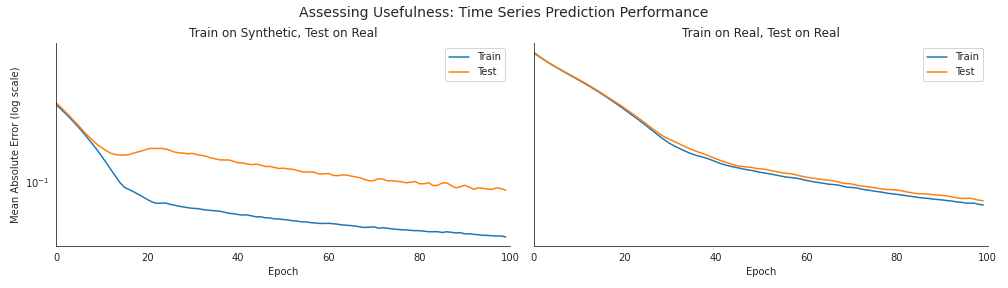 Assessing Usefulness: Time Series Prediction Performance
Train on Synthetic, Test on Real
Train
Test
Mean Absolute Error (log scale)
10⁻¹
0 20 40 60 80 100
Epoch
Train on Real, Test on Real
Train
Test
0 20 40 60 80 100
Epoch